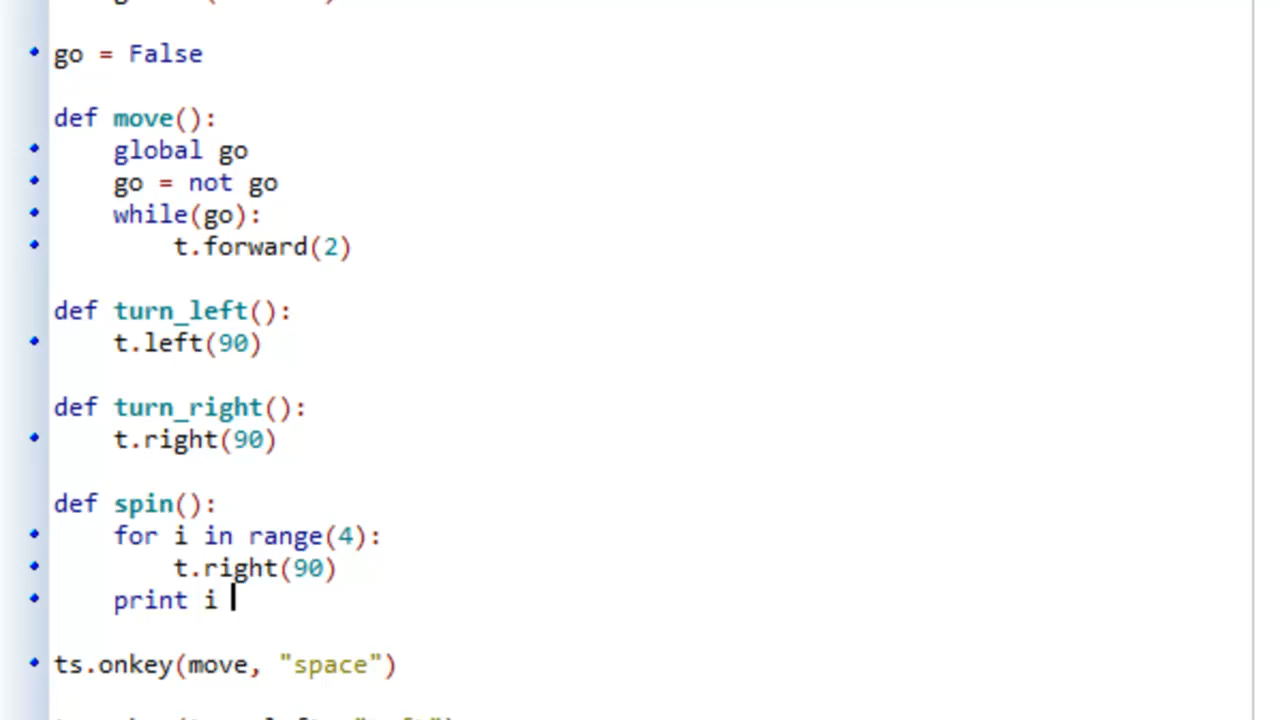 go = False
def move():
global go
go = not go
while(go):
t.forward(2)
def turn_left():
t.left(90)
def turn_right():
t.right(90)
def spin():
for i in range(4):
t.right(90)
print i
ts.onkey(move, "space")